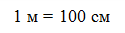 1 м = 100 см